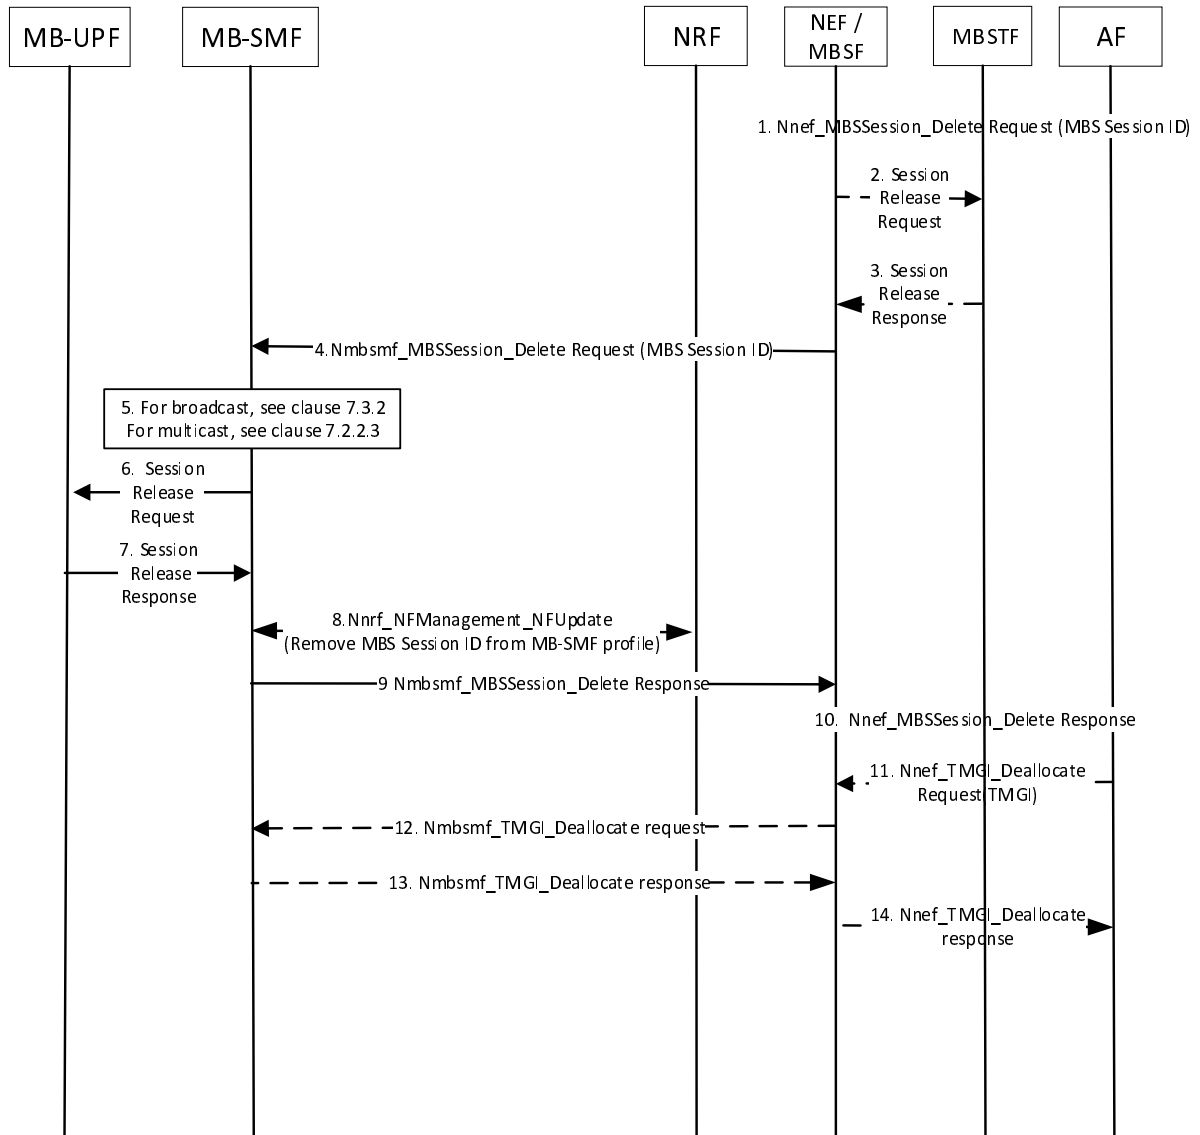 MB-UPF
MB-SMF
NRF
NEF /
MBSF
MBSTF
AF
1. Nnef_MBSSession_Delete Request (MBS Session ID)
2. Session
Release
Request
3. Session
Release
Response
4.Nmbsmf_MBSSession_Delete Request (MBS Session ID)
5. For broadcast, see clause 7.3.2
For multicast, see clause 7.2.2.3
6. Session
Release
Request
7. Session
Release
Response
8.Nnrf_NFManagement_NFUpdate
(Remove MBS Session ID from MB-SMF profile)
9 Nmbsmf_MBSSession_Delete Response
10. Nnef_MBSSession_Delete Response
11. Nnef_TMGI_Deallocate
Request(TMGI)
12. Nmbsmf_TMGI_Deallocate request
13. Nmbsmf_TMGI_Deallocate response
14. Nnef_TMGI_Deallocate
response